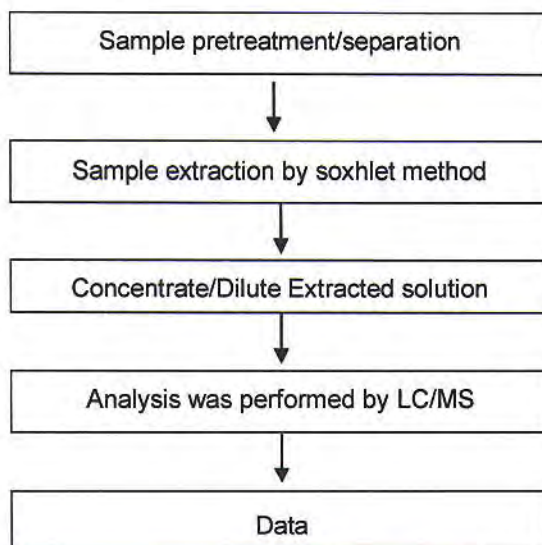 Sample pretreatment/separation
Sample extraction by soxhlet method
Concentrate/Dilute Extracted solution
Analysis was performed by LC/MS
Data